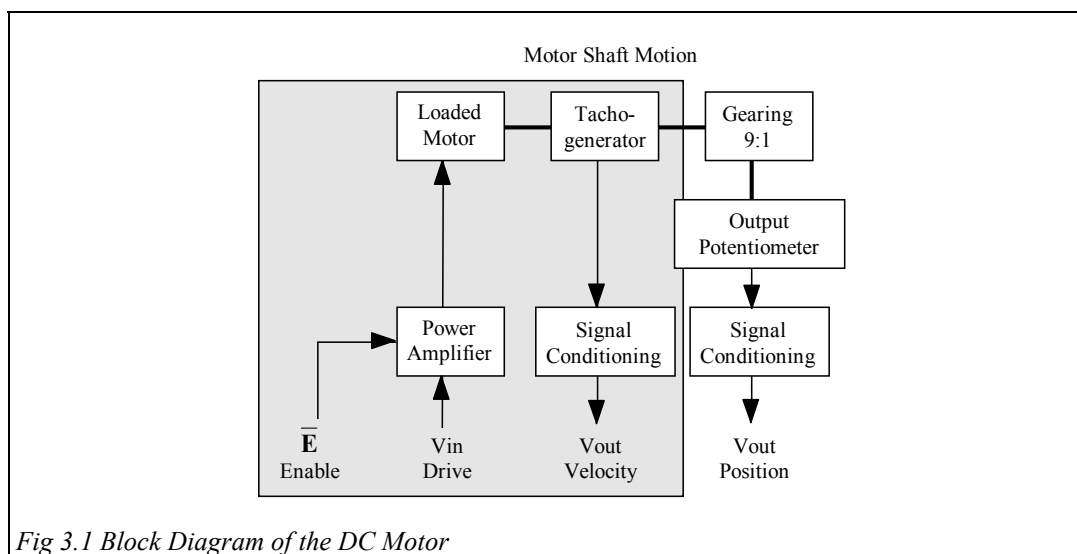 Motor Shaft Motion
Loaded
Motor
Tacho-
generator
Gearing
9:1
Output
Potentiometer
Power
Amplifier
Signal
Conditioning
Signal
Conditioning
E̅
Enable
Vin
Drive
Vout
Velocity
Vout
Position
Fig 3.1 Block Diagram of the DC Motor